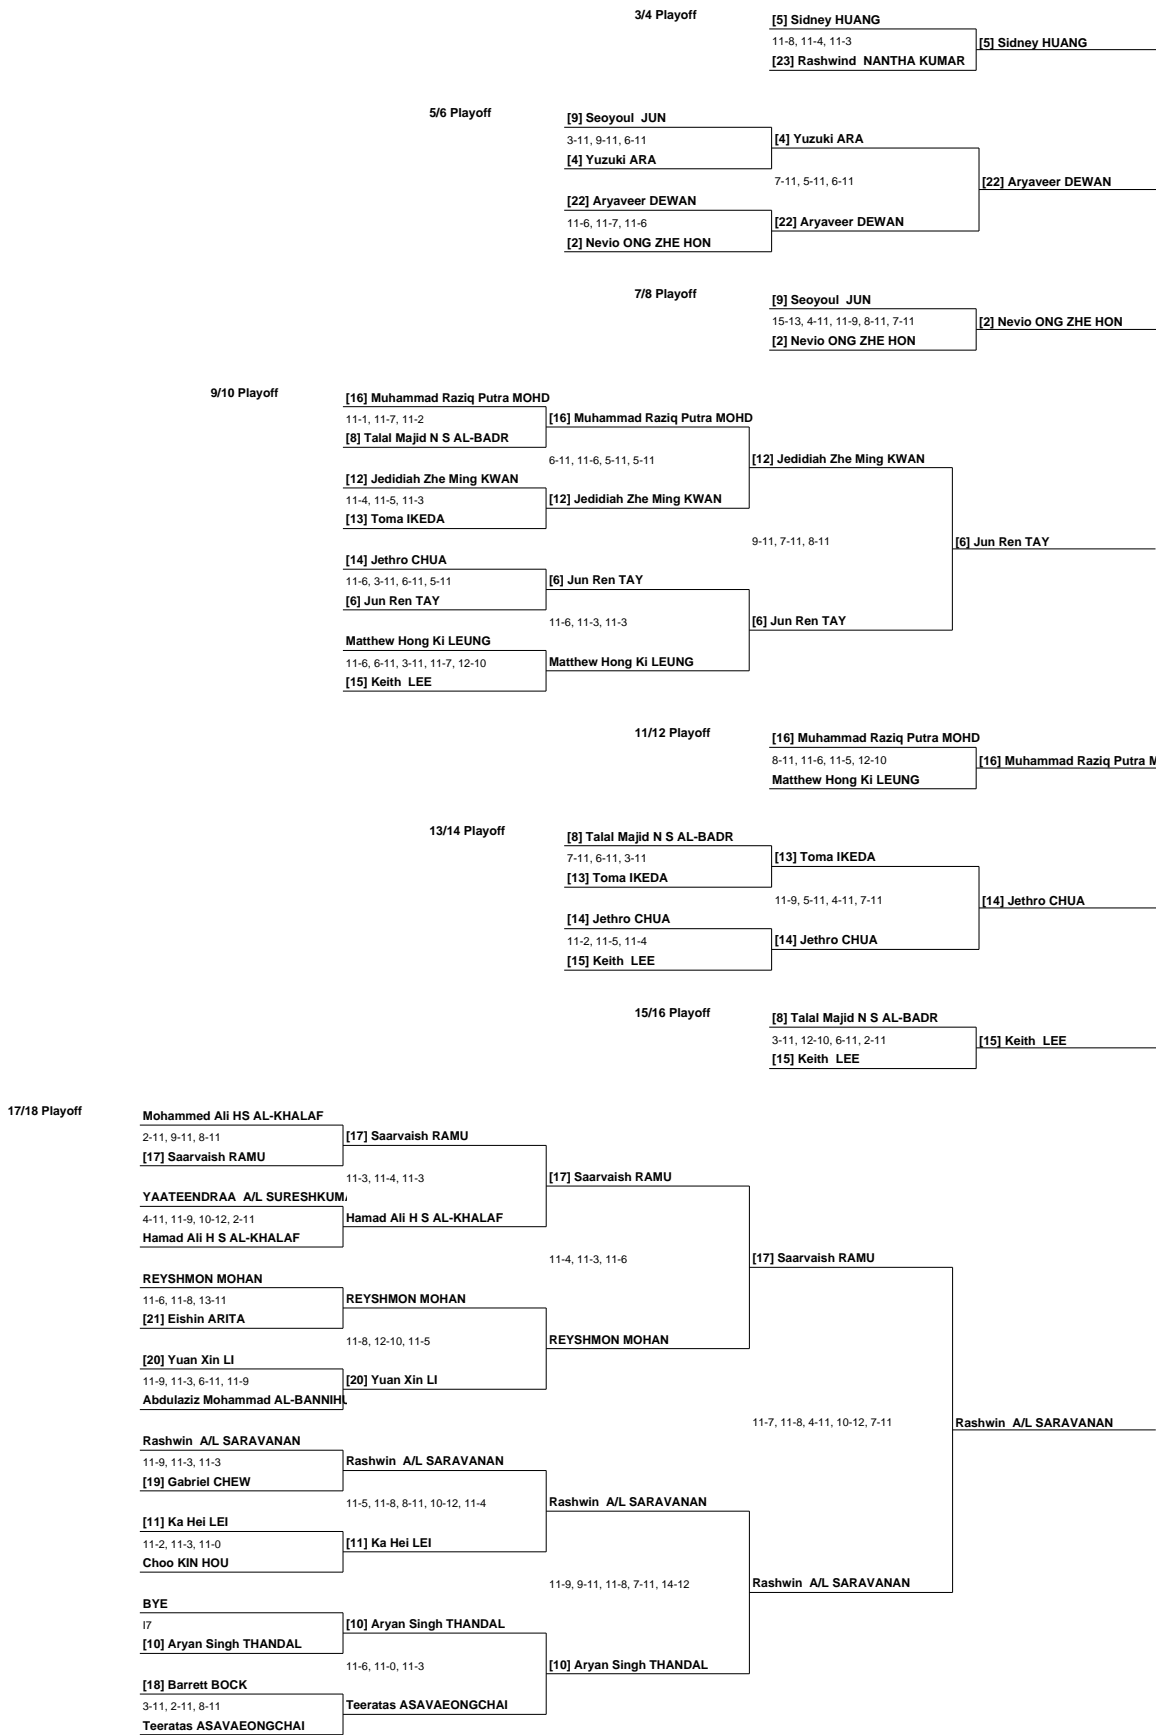 3/4 Playoff
[5] Sidney HUANG
11-8, 11-4, 11-3
[5] Sidney HUANG
[23] Rashwind NANTHA KUMAR
5/6 Playoff
[9] Seoyoul JUN
3-11, 9-11, 6-11
[4] Yuzuki ARA
[4] Yuzuki ARA
7-11, 5-11, 6-11
[22] Aryaveer DEWAN
[22] Aryaveer DEWAN
11-6, 11-7, 11-6
[22] Aryaveer DEWAN
[2] Nevio ONG ZHE HON
7/8 Playoff
[9] Seoyoul JUN
15-13, 4-11, 11-9, 8-11, 7-11
[2] Nevio ONG ZHE HON
[2] Nevio ONG ZHE HON
9/10 Playoff
[16] Muhammad Raziq Putra MOHD
11-1, 11-7, 11-2
[16] Muhammad Raziq Putra MOHD
[8] Talal Majid N S AL-BADR
6-11, 11-6, 5-11, 5-11
[12] Jedidiah Zhe Ming KWAN
[12] Jedidiah Zhe Ming KWAN
11-4, 11-5, 11-3
[12] Jedidiah Zhe Ming KWAN
[13] Toma IKEDA
9-11, 7-11, 8-11
[6] Jun Ren TAY
[14] Jethro CHUA
11-6, 3-11, 6-11, 5-11
[6] Jun Ren TAY
[6] Jun Ren TAY
11-6, 11-3, 11-3
[6] Jun Ren TAY
Matthew Hong Ki LEUNG
11-6, 6-11, 3-11, 11-7, 12-10
Matthew Hong Ki LEUNG
[15] Keith LEE
11/12 Playoff
[16] Muhammad Raziq Putra MOHD
8-11, 11-6, 11-5, 12-10
[16] Muhammad Raziq Putra M
Matthew Hong Ki LEUNG
13/14 Playoff
[8] Talal Majid N S AL-BADR
7-11, 6-11, 3-11
[13] Toma IKEDA
[13] Toma IKEDA
11-9, 5-11, 4-11, 7-11
[14] Jethro CHUA
[14] Jethro CHUA
11-2, 11-5, 11-4
[14] Jethro CHUA
[15] Keith LEE
15/16 Playoff
[8] Talal Majid N S AL-BADR
3-11, 12-10, 6-11, 2-11
[15] Keith LEE
[15] Keith LEE
17/18 Playoff
Mohammed Ali HS AL-KHALAF
2-11, 9-11, 8-11
[17] Saarvaish RAMU
[17] Saarvaish RAMU
11-3, 11-4, 11-3
[17] Saarvaish RAMU
YAATEENDRAA A/L SURESHKUMA
4-11, 11-9, 10-12, 2-11
Hamad Ali H S AL-KHALAF
Hamad Ali H S AL-KHALAF
11-4, 11-3, 11-6
[17] Saarvaish RAMU
REYSHMON MOHAN
11-6, 11-8, 13-11
REYSHMON MOHAN
[21] Eishin ARITA
11-8, 12-10, 11-5
REYSHMON MOHAN
[20] Yuan Xin LI
11-9, 11-3, 6-11, 11-9
[20] Yuan Xin LI
Abdulaziz Mohammad AL-BANNIHU
11-7, 11-8, 4-11, 10-12, 7-11
Rashwin A/L SARAVANAN
Rashwin A/L SARAVANAN
11-9, 11-3, 11-3
Rashwin A/L SARAVANAN
[19] Gabriel CHEW
11-5, 11-8, 8-11, 10-12, 11-4
Rashwin A/L SARAVANAN
[11] Ka Hei LEI
11-2, 11-3, 11-0
[11] Ka Hei LEI
Choo KIN HOU
11-9, 9-11, 11-8, 7-11, 14-12
Rashwin A/L SARAVANAN
BYE
I7
[10] Aryan Singh THANDAL
[10] Aryan Singh THANDAL
11-6, 11-0, 11-3
[10] Aryan Singh THANDAL
[18] Barrett BOCK
3-11, 2-11, 8-11
Teeratas ASAVAEONGCHAI
Teeratas ASAVAEONGCHAI